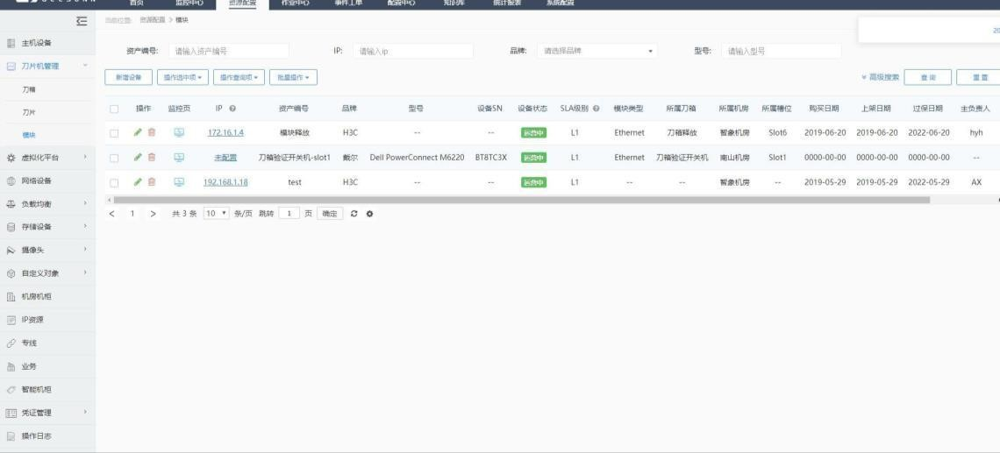 首页 监控中心 资源配置 作业中心 事件工单 配置中心 知识库 统计报表 系统配置
当前位置: 资源配置 > 模块
20
主机设备
刀片机管理
刀箱
刀片
模块
虚拟化平台
网络设备
负载均衡
存储设备
摄像头
自定义对象
机房机柜
IP资源
专线
业务
智能机柜
凭证管理
操作日志
资产编号: 请输入资产编号 IP: 请输入ip 品牌: 请选择品牌 型号: 请输入型号
新增设备 操作选中项 操作查询项 批量操作 高级搜索 查询 重置
操作 监控页 IP 资产编号 品牌 型号 设备SN 设备状态 SLA级别 模块类型 所属刀箱 所属机房 所属槽位 购买日期 上架日期 过保日期 主负责人
172.16.1.4 模块释放 H3C -- -- 运营中 L1 Ethernet 刀箱释放 智象机房 Slot6 2019-06-20 2019-06-20 2022-06-20 hyh
未配置 刀箱验证开关机-slot1 戴尔 Dell PowerConnect M6220 BT8TC3X 运营中 L1 Ethernet 刀箱验证开关机 南山机房 Slot1 0000-00-00 0000-00-00 0000-00-00 --
192.168.1.18 test H3C -- -- 运营中 L1 -- -- 智象机房 -- 2019-05-29 2019-05-29 2022-05-29 AX
< 1 > 共 3 条 10 条/页 跳转 1 页 确定